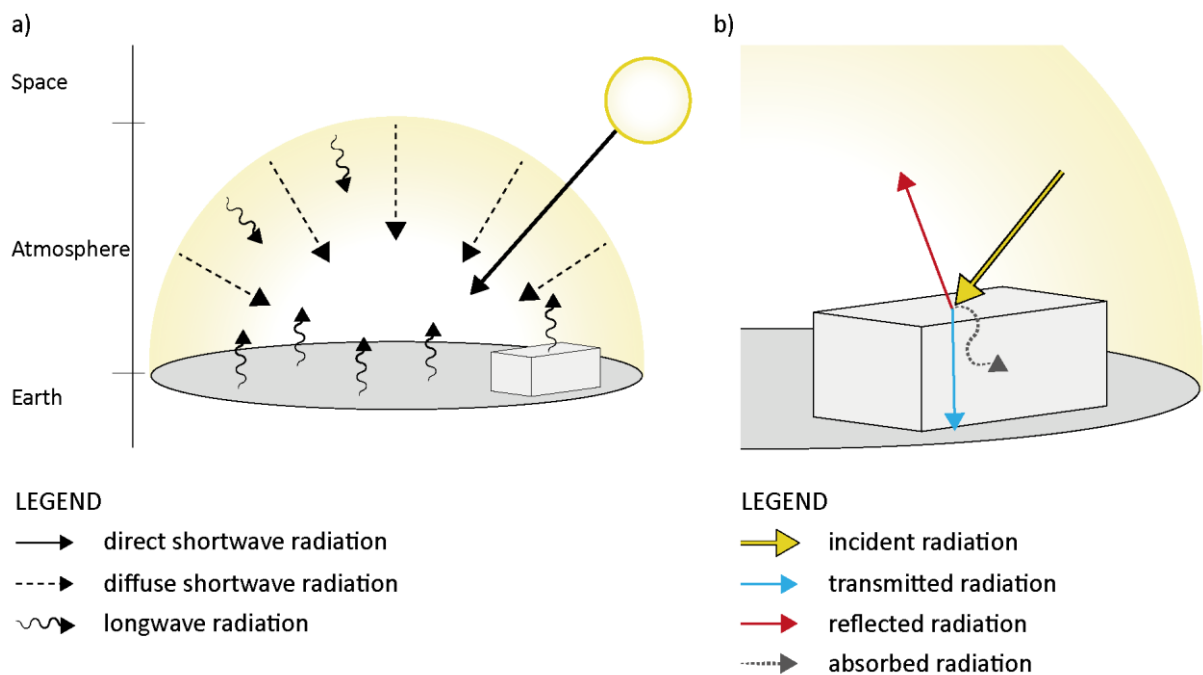 a)
Space
Atmosphere
Earth
LEGEND
direct shortwave radiation
diffuse shortwave radiation
longwave radiation
b)
LEGEND
incident radiation
transmitted radiation
reflected radiation
absorbed radiation